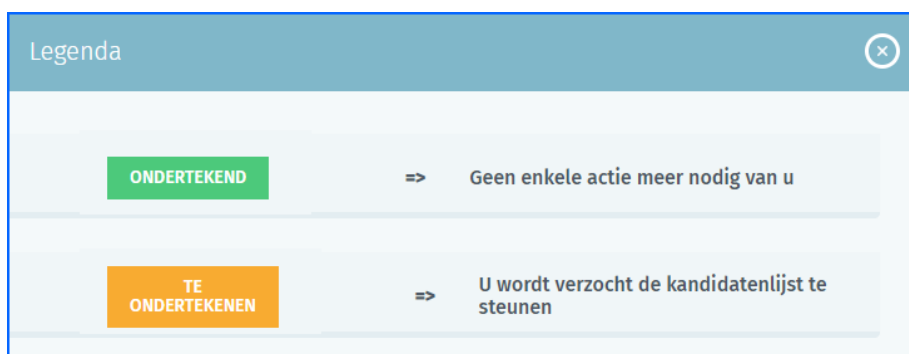 Legenda
ONDERTEKEND => Geen enkele actie meer nodig van u
TE
ONDERTEKENEN => U wordt verzocht de kandidatenlijst te
steunen